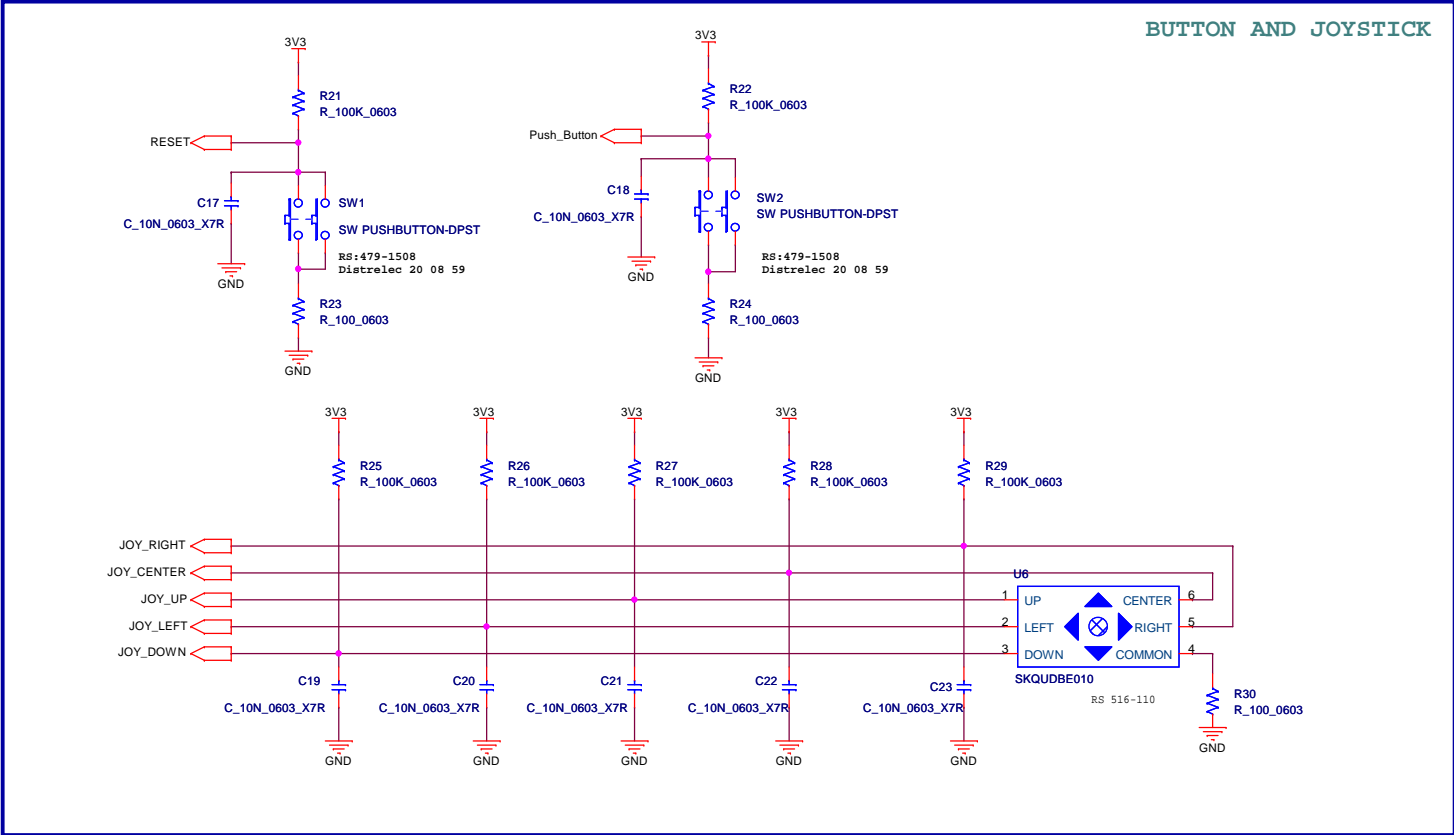 BUTTON AND JOYSTICK
3V3
R21
R_100K_0603
RESET
C17
C_10N_0603_X7R
SW1
SW PUSHBUTTON-DPST
RS:479-1508
Distrelec 20 08 59
GND
R23
R_100_0603
GND
3V3
R22
R_100K_0603
Push_Button
C18
C_10N_0603_X7R
SW2
SW PUSHBUTTON-DPST
RS:479-1508
Distrelec 20 08 59
GND
R24
R_100_0603
GND
3V3
3V3
3V3
3V3
3V3
R25
R_100K_0603
R26
R_100K_0603
R27
R_100K_0603
R28
R_100K_0603
R29
R_100K_0603
JOY_RIGHT
JOY_CENTER
JOY_UP
JOY_LEFT
JOY_DOWN
U6
1 UP CENTER 6
2 LEFT RIGHT 5
3 DOWN COMMON 4
SKQUDBE010
RS 516-110
C19
C_10N_0603_X7R
C20
C_10N_0603_X7R
C21
C_10N_0603_X7R
C22
C_10N_0603_X7R
C23
C_10N_0603_X7R
R30
R_100_0603
GND
GND
GND
GND
GND
GND